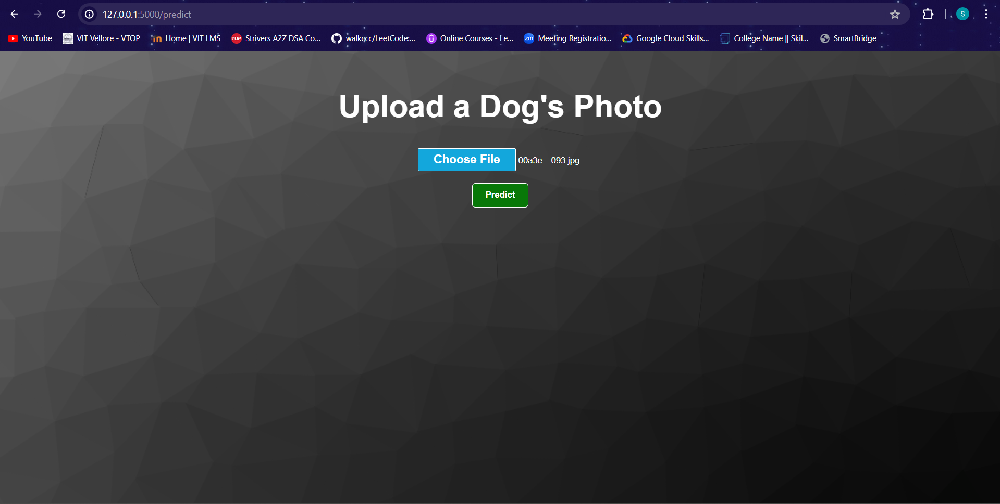 127.0.0.1:5000/predict
S
YouTube VIT Vellore - VTOP Home | VIT LMS TUF Strivers A2Z DSA Co... walkccc/LeetCode:... Online Courses - Le... zm Meeting Registratio... Google Cloud Skills... College Name || Skil... SmartBridge
Upload a Dog's Photo
Choose File 00a3e...093.jpg
Predict